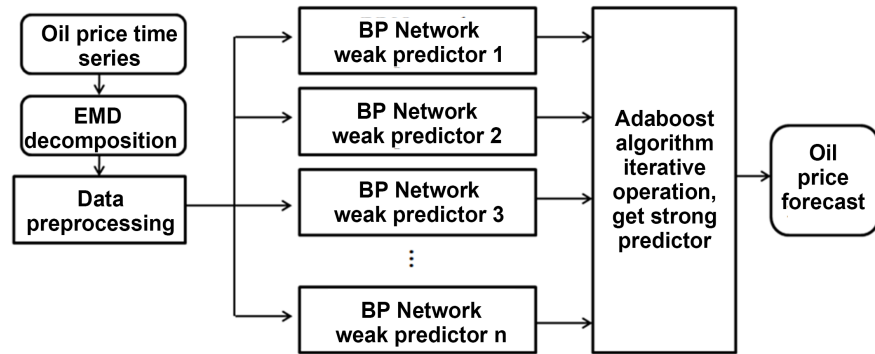 Oil price time
series
EMD
decomposition
Data
preprocessing
BP Network
weak predictor 1
BP Network
weak predictor 2
BP Network
weak predictor 3
...
BP Network
weak predictor n
Adaboost
algorithm
iterative
operation,
get strong
predictor
Oil
price
forecast